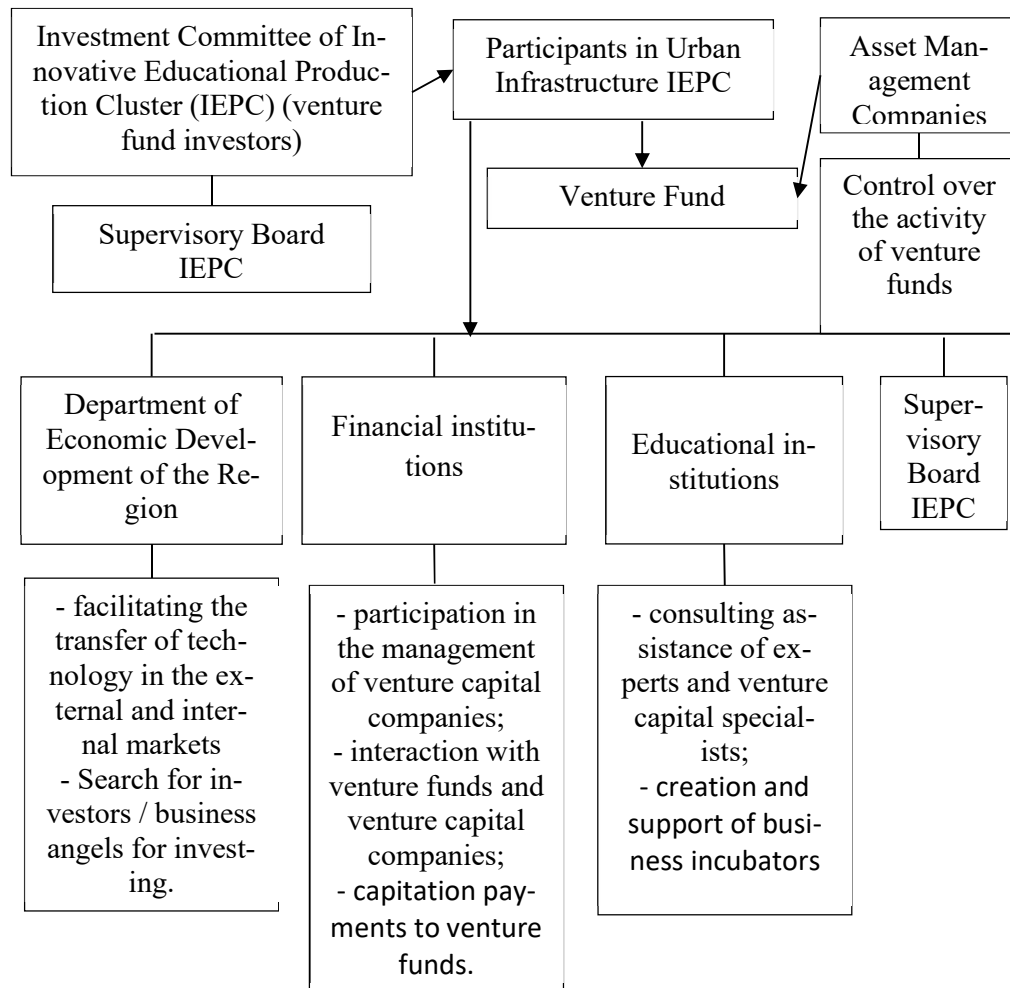 Investment Committee of In-
novative Educational Produc-
tion Cluster (IEPC) (venture
fund investors)
Participants in Urban
Infrastructure IEPC
Asset Man-
agement
Companies
Supervisory Board
IEPC
Venture Fund
Control over
the activity
of venture
funds
Department of
Economic Devel-
opment of the Re-
gion
Financial institu-
tions
Educational in-
stitutions
Super-
visory
Board
IEPC
- facilitating the
transfer of tech-
nology in the ex-
ternal and inter-
nal markets
- Search for in-
vestors / business
angels for invest-
ing.
- participation in
the management
of venture capital
companies;
- interaction with
venture funds and
venture capital
companies;
- capitation pay-
ments to venture
funds.
- consulting as-
sistance of ex-
perts and venture
capital special-
ists;
- creation and
support of busi-
ness incubators